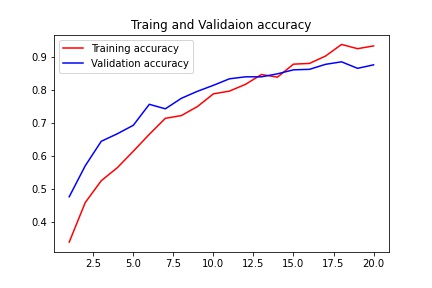 Traing and Validaion accuracy
Training accuracy
Validation accuracy
0.9
0.8
0.7
0.6
0.5
0.4
2.5 5.0 7.5 10.0 12.5 15.0 17.5 20.0